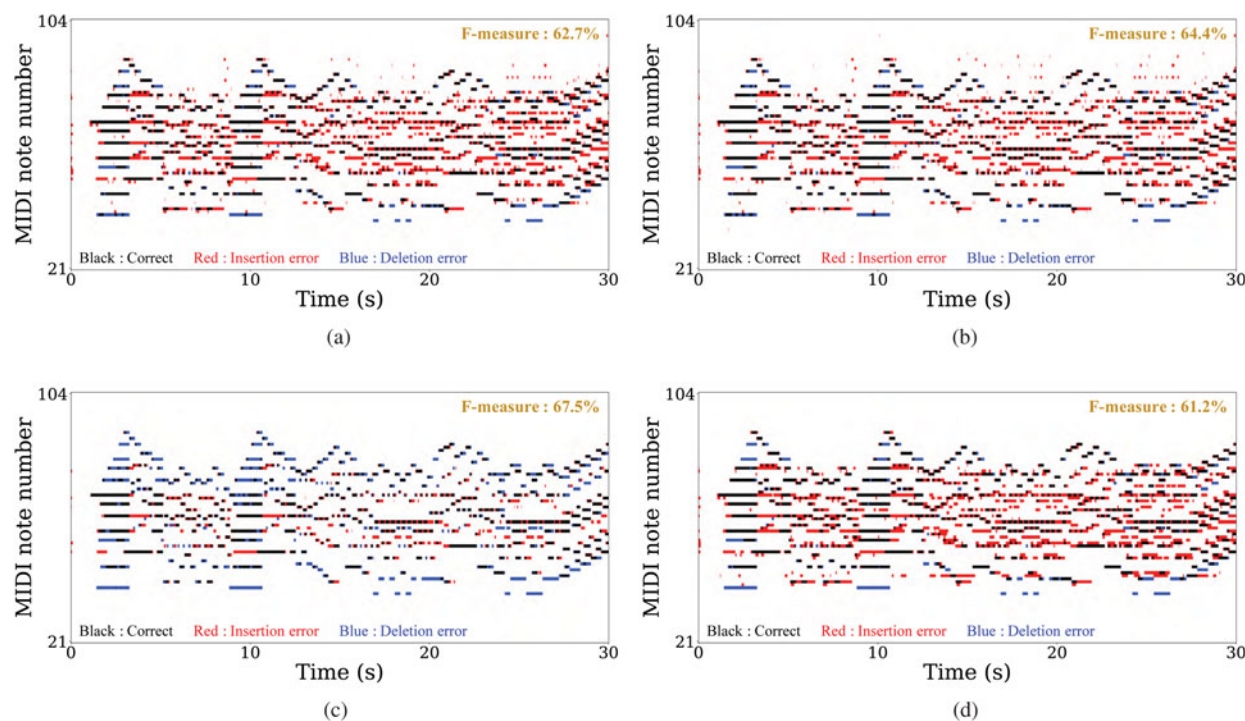 104
F-measure : 62.7%
MIDI note number
Black : Correct Red : Insertion error Blue : Deletion error
21
0 10 20 30
Time (s)
(a)
104
F-measure : 64.4%
MIDI note number
Black : Correct Red : Insertion error Blue : Deletion error
21
0 10 20 30
Time (s)
(b)
104
F-measure : 67.5%
MIDI note number
Black : Correct Red : Insertion error Blue : Deletion error
21
0 10 20 30
Time (s)
(c)
104
F-measure : 61.2%
MIDI note number
Black : Correct Red : Insertion error Blue : Deletion error
21
0 10 20 30
Time (s)
(d)